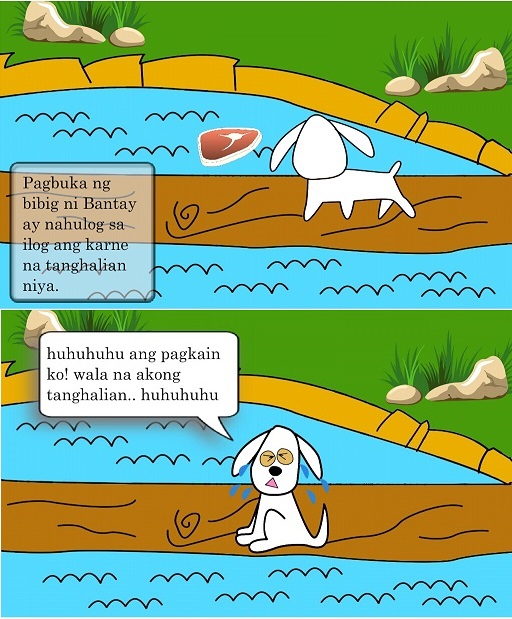 Pagbuka ng
bibig ni Bantay
ay nahulog sa
ilog ang karne
na tanghalian
niya.
huhuhuhu ang pagkain
ko! wala na akong
tanghalian.. huhuhuhu